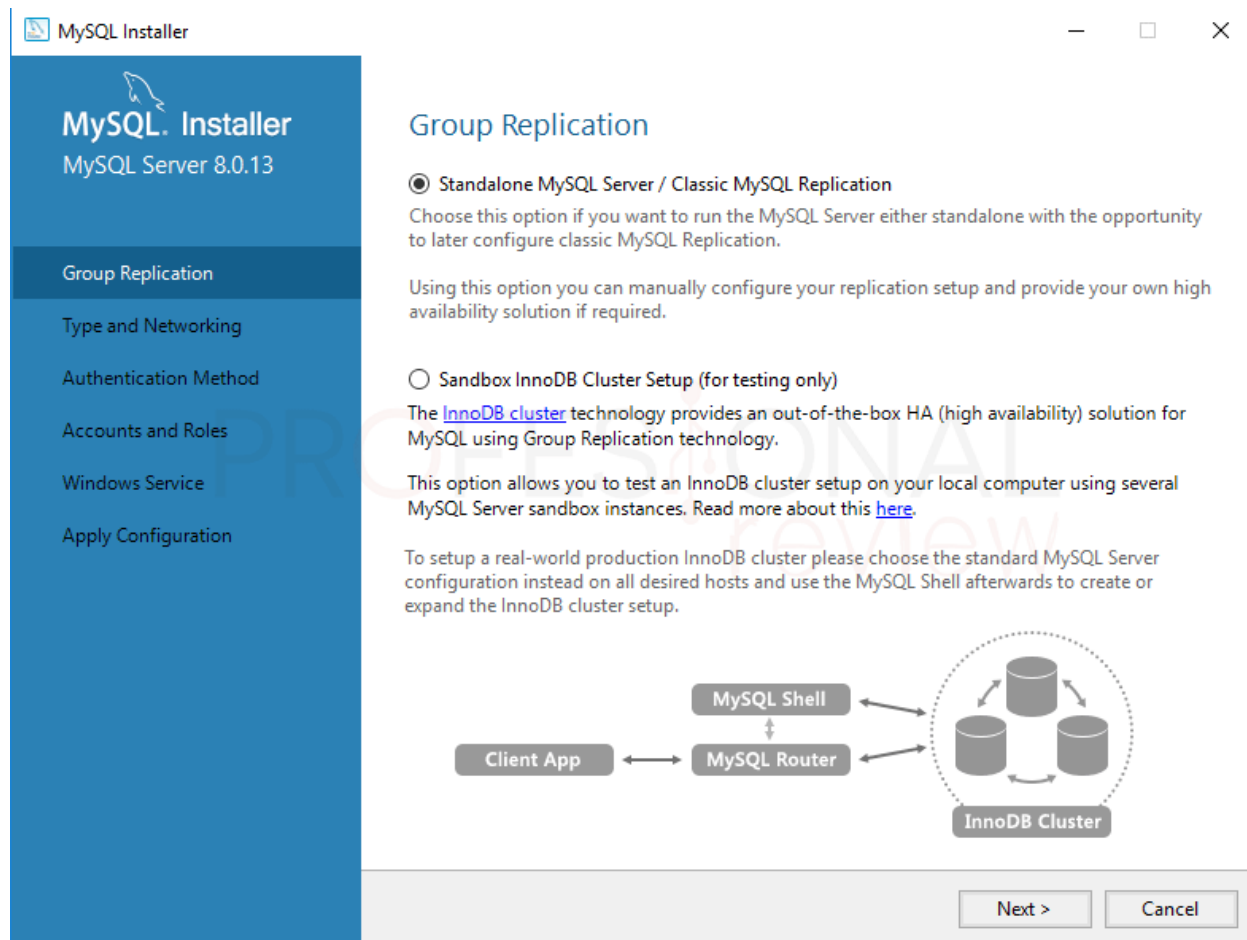 MySQL Installer
MySQL. Installer
MySQL Server 8.0.13
Group Replication
Type and Networking
Authentication Method
Accounts and Roles
Windows Service
Apply Configuration
Group Replication
Standalone MySQL Server / Classic MySQL Replication
Choose this option if you want to run the MySQL Server either standalone with the opportunity
to later configure classic MySQL Replication.
Using this option you can manually configure your replication setup and provide your own high
availability solution if required.
Sandbox InnoDB Cluster Setup (for testing only)
The InnoDB cluster technology provides an out-of-the-box HA (high availability) solution for
MySQL using Group Replication technology.
This option allows you to test an InnoDB cluster setup on your local computer using several
MySQL Server sandbox instances. Read more about this here.
To setup a real-world production InnoDB cluster please choose the standard MySQL Server
configuration instead on all desired hosts and use the MySQL Shell afterwards to create or
expand the InnoDB cluster setup.
MySQL Shell
Client App
MySQL Router
InnoDB Cluster
Next >
Cancel
PROFESIONAL
review